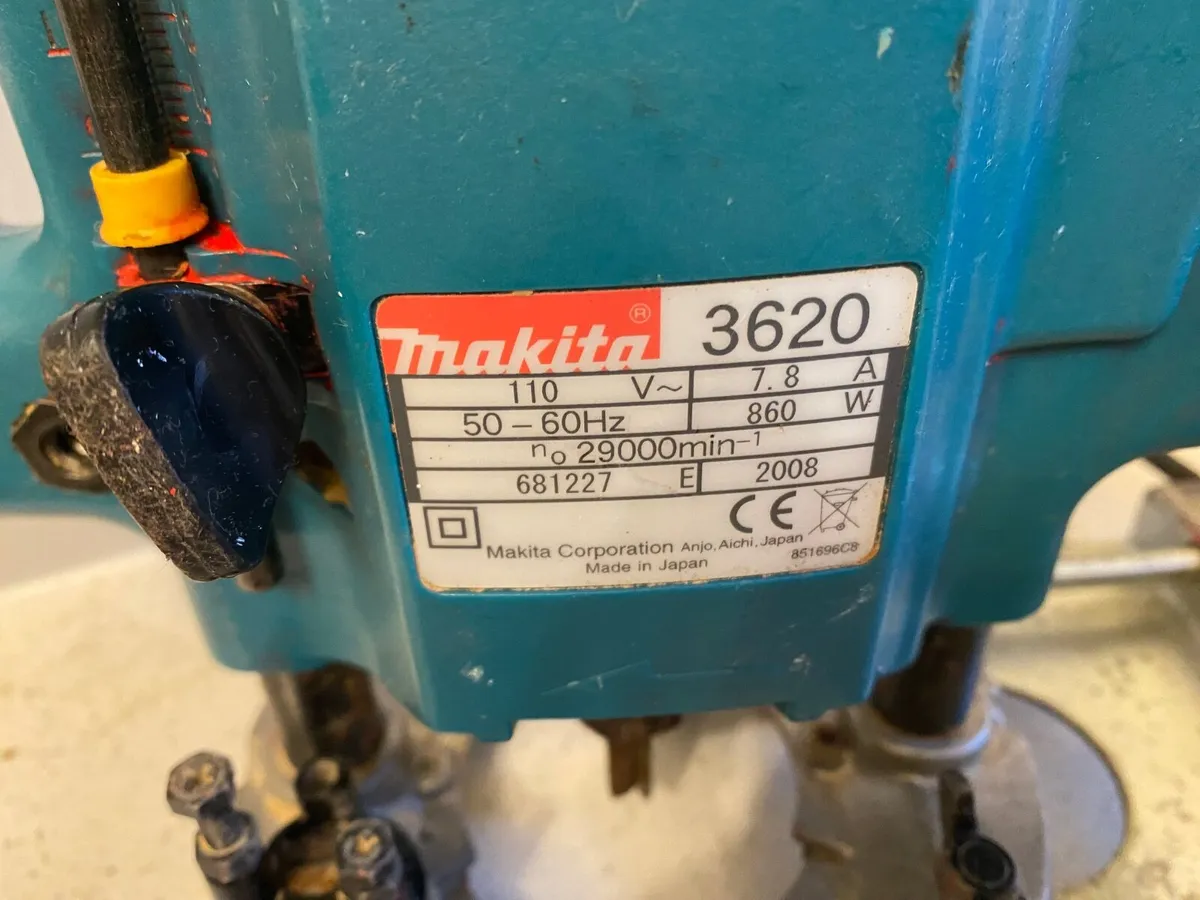 makita® 3620
110 V~ 7.8 A
50-60Hz 860 W
no 29000min-1
681227 E 2008
CE
Makita Corporation Anjo, Aichi, Japan
Made in Japan 851696C8